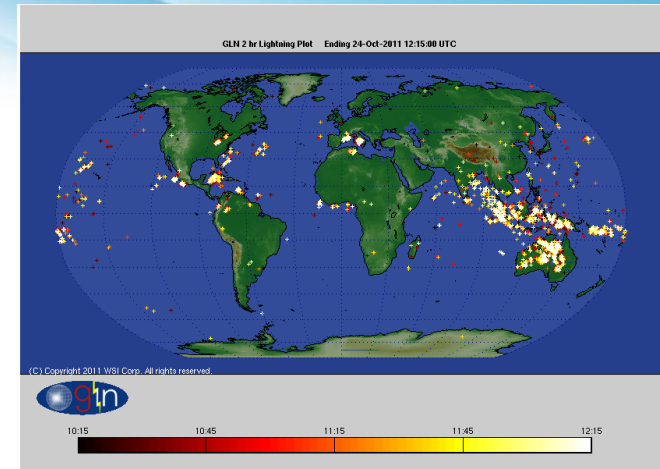 GLN 2 hr Lightning Plot Ending 24-Oct-2011 12:15:00 UTC
(C) Copyright 2011 WSI Corp. All rights reserved.
gln
10:15 10:45 11:15 11:45 12:15